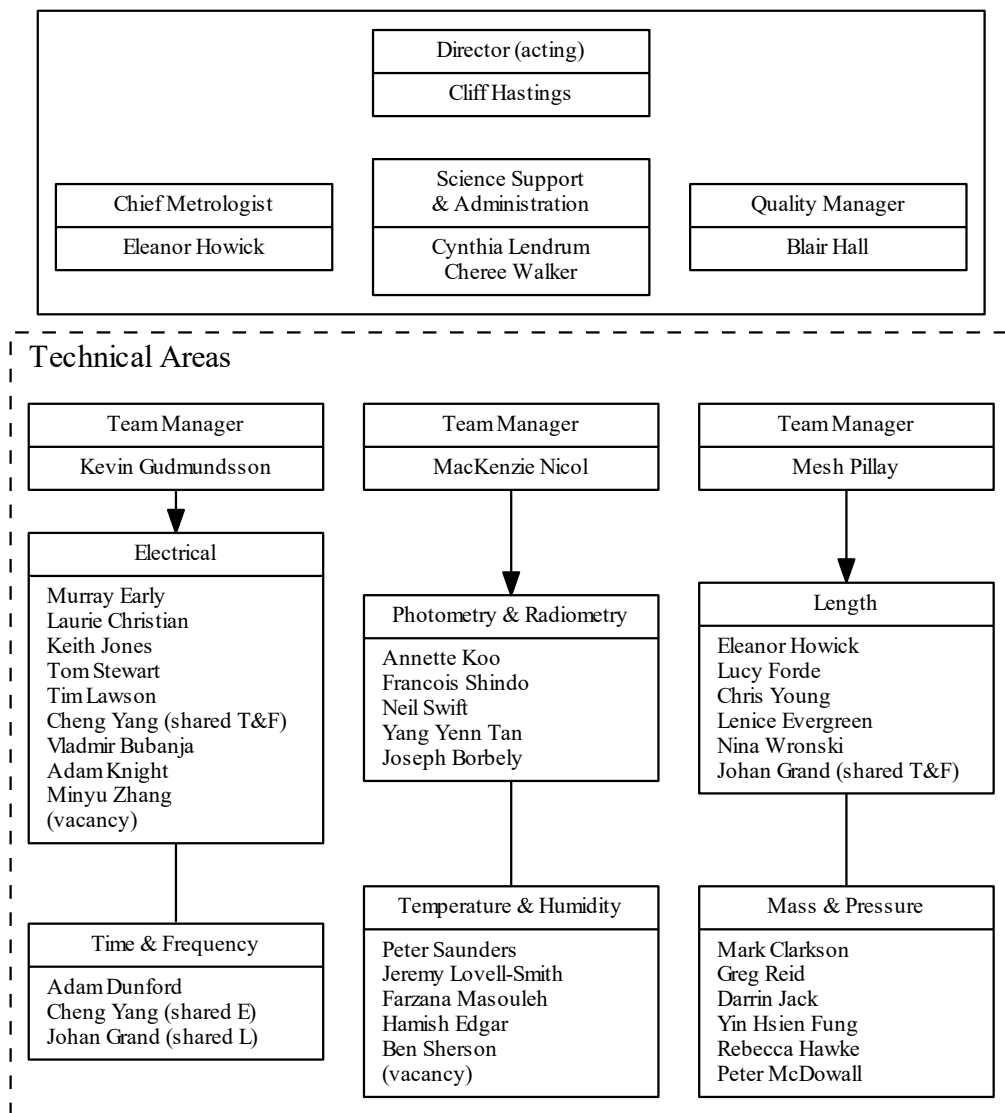 Director (acting)
Cliff Hastings
Chief Metrologist
Eleanor Howick
Science Support
& Administration
Cynthia Lendrum
Cheree Walker
Quality Manager
Blair Hall
Technical Areas
Team Manager
Kevin Gudmundsson
Electrical
Murray Early
Laurie Christian
Keith Jones
Tom Stewart
Tim Lawson
Cheng Yang (shared T&F)
Vladmir Bubanja
Adam Knight
Minyu Zhang
(vacancy)
Time & Frequency
Adam Dunford
Cheng Yang (shared E)
Johan Grand (shared L)
Team Manager
MacKenzie Nicol
Photometry & Radiometry
Annette Koo
Francois Shindo
Neil Swift
Yang Yenn Tan
Joseph Borbely
Temperature & Humidity
Peter Saunders
Jeremy Lovell-Smith
Farzana Masouleh
Hamish Edgar
Ben Sherson
(vacancy)
Team Manager
Mesh Pillay
Length
Eleanor Howick
Lucy Forde
Chris Young
Lenice Evergreen
Nina Wronski
Johan Grand (shared T&F)
Mass & Pressure
Mark Clarkson
Greg Reid
Darrin Jack
Yin Hsien Fung
Rebecca Hawke
Peter McDowall